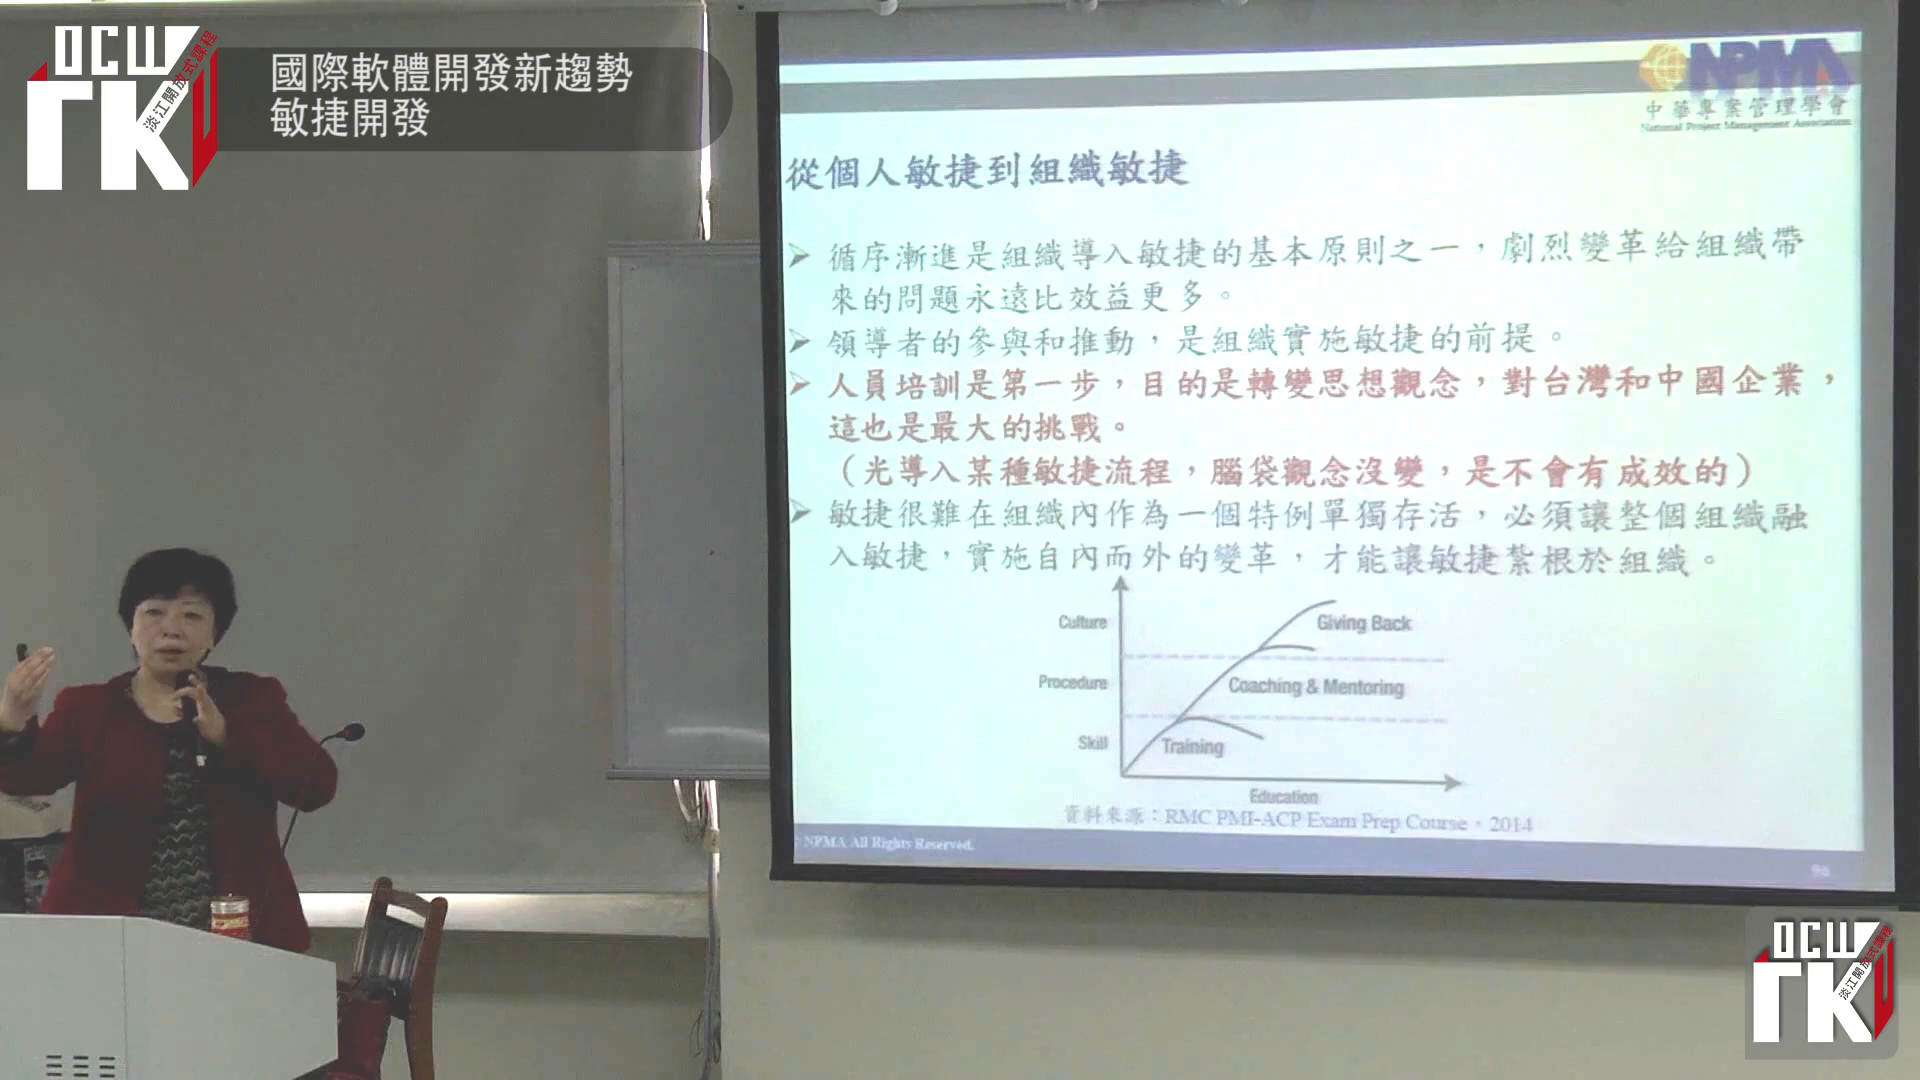 OCW
TKU
淡江開放式課程
國際軟體開發新趨勢
敏捷開發
NPMA
中華專案管理學會
National Project Management Association
從個人敏捷到組織敏捷
➢ 循序漸進是組織導入敏捷的基本原則之一，劇烈變革給組織帶
來的問題永遠比效益更多。
➢ 領導者的參與和推動，是組織實施敏捷的前提。
➢ 人員培訓是第一步，目的是轉變思想觀念，對台灣和中國企業，
這也是最大的挑戰。
（光導入某種敏捷流程，腦袋觀念沒變，是不會有成效的）
➢ 敏捷很難在組織內作為一個特例單獨存活，必須讓整個組織融
入敏捷，實施自內而外的變革，才能讓敏捷紮根於組織。
Culture
Giving Back
Procedure
Coaching & Mentoring
Skill
Training
Education
資料來源：RMC PMI-ACP Exam Prep Course，2014
NPMA All Rights Reserved.
96
OCW
TKU
淡江開放式課程